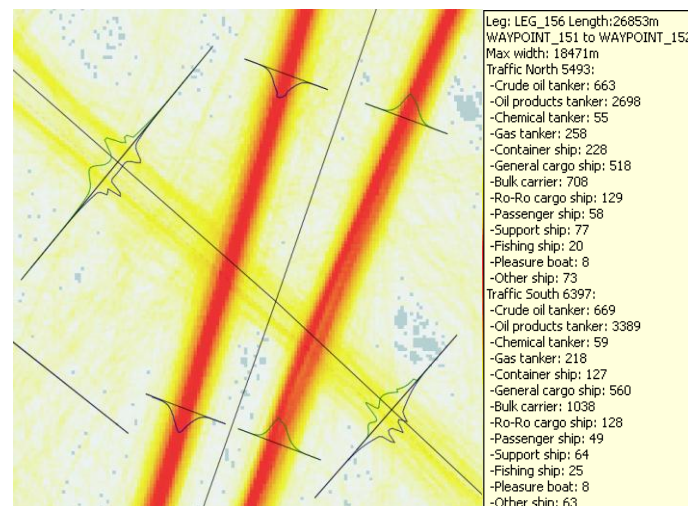 Leg: LEG_156 Length:26853m
WAYPOINT_151 to WAYPOINT_152
Max width: 18471m
Traffic North 5493:
-Crude oil tanker: 663
-Oil products tanker: 2698
-Chemical tanker: 55
-Gas tanker: 258
-Container ship: 228
-General cargo ship: 518
-Bulk carrier: 708
-Ro-Ro cargo ship: 129
-Passenger ship: 58
-Support ship: 77
-Fishing ship: 20
-Pleasure boat: 8
-Other ship: 73
Traffic South 6397:
-Crude oil tanker: 669
-Oil products tanker: 3389
-Chemical tanker: 59
-Gas tanker: 218
-Container ship: 127
-General cargo ship: 560
-Bulk carrier: 1038
-Ro-Ro cargo ship: 128
-Passenger ship: 49
-Support ship: 64
-Fishing ship: 25
-Pleasure boat: 8
-Other ship: 63